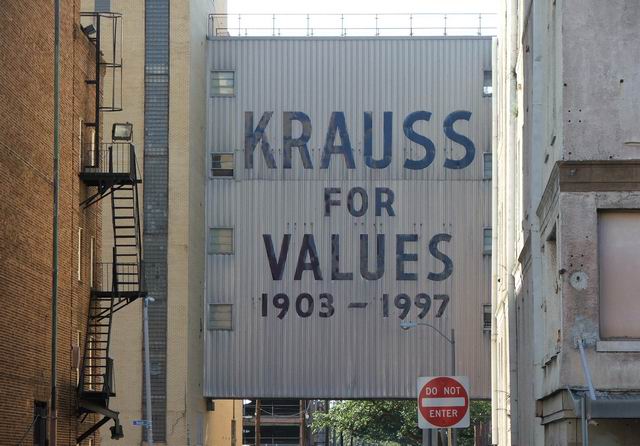 KRAUSS
FOR
VALUES
1903 - 1997
DO NOT
ENTER